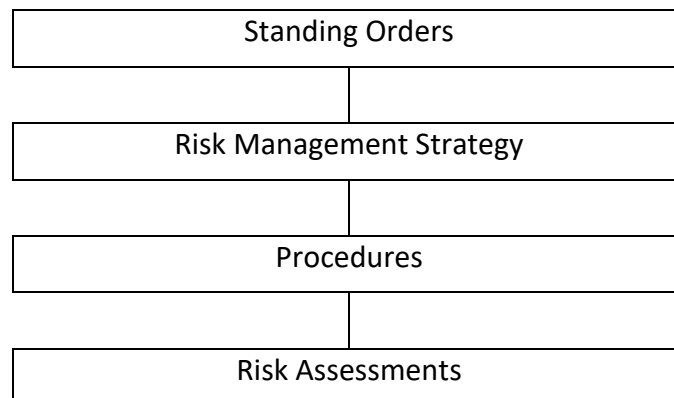 Standing Orders
Risk Management Strategy
Procedures
Risk Assessments